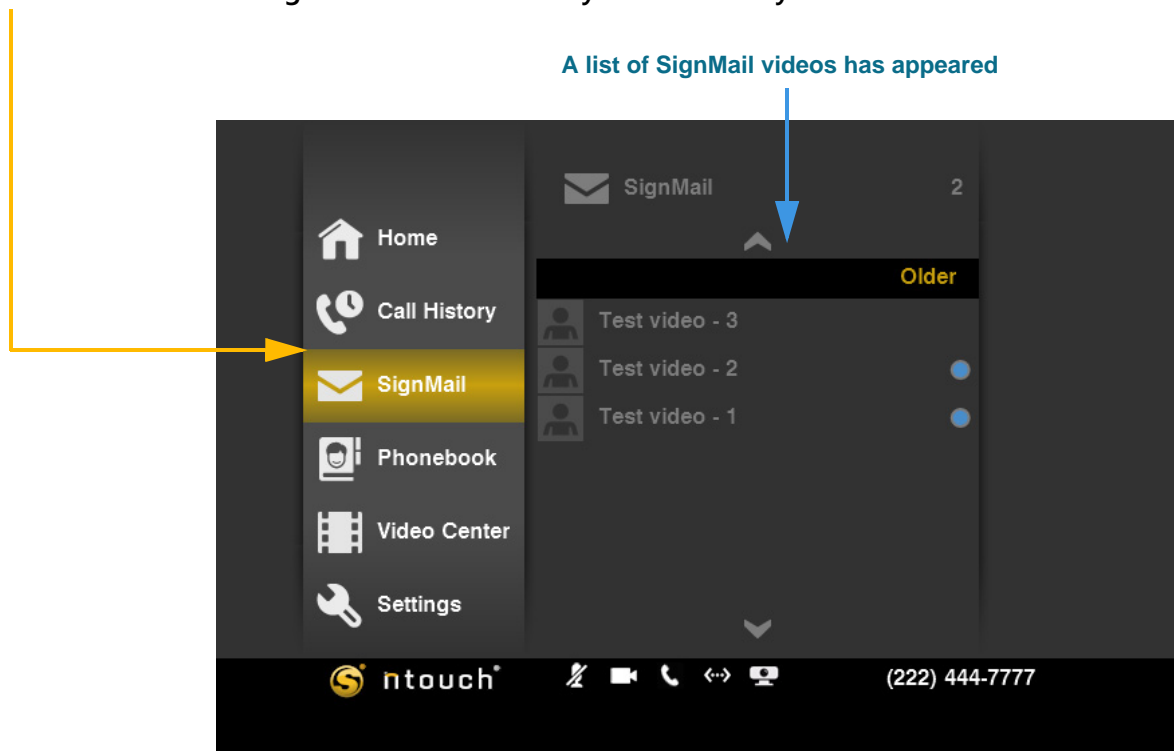 A list of SignMail videos has appeared
SignMail 2
Home
Older
Call History
Test video - 3
Test video - 2
SignMail
Test video - 1
Phonebook
Video Center
Settings
ntouch® (222) 444-7777